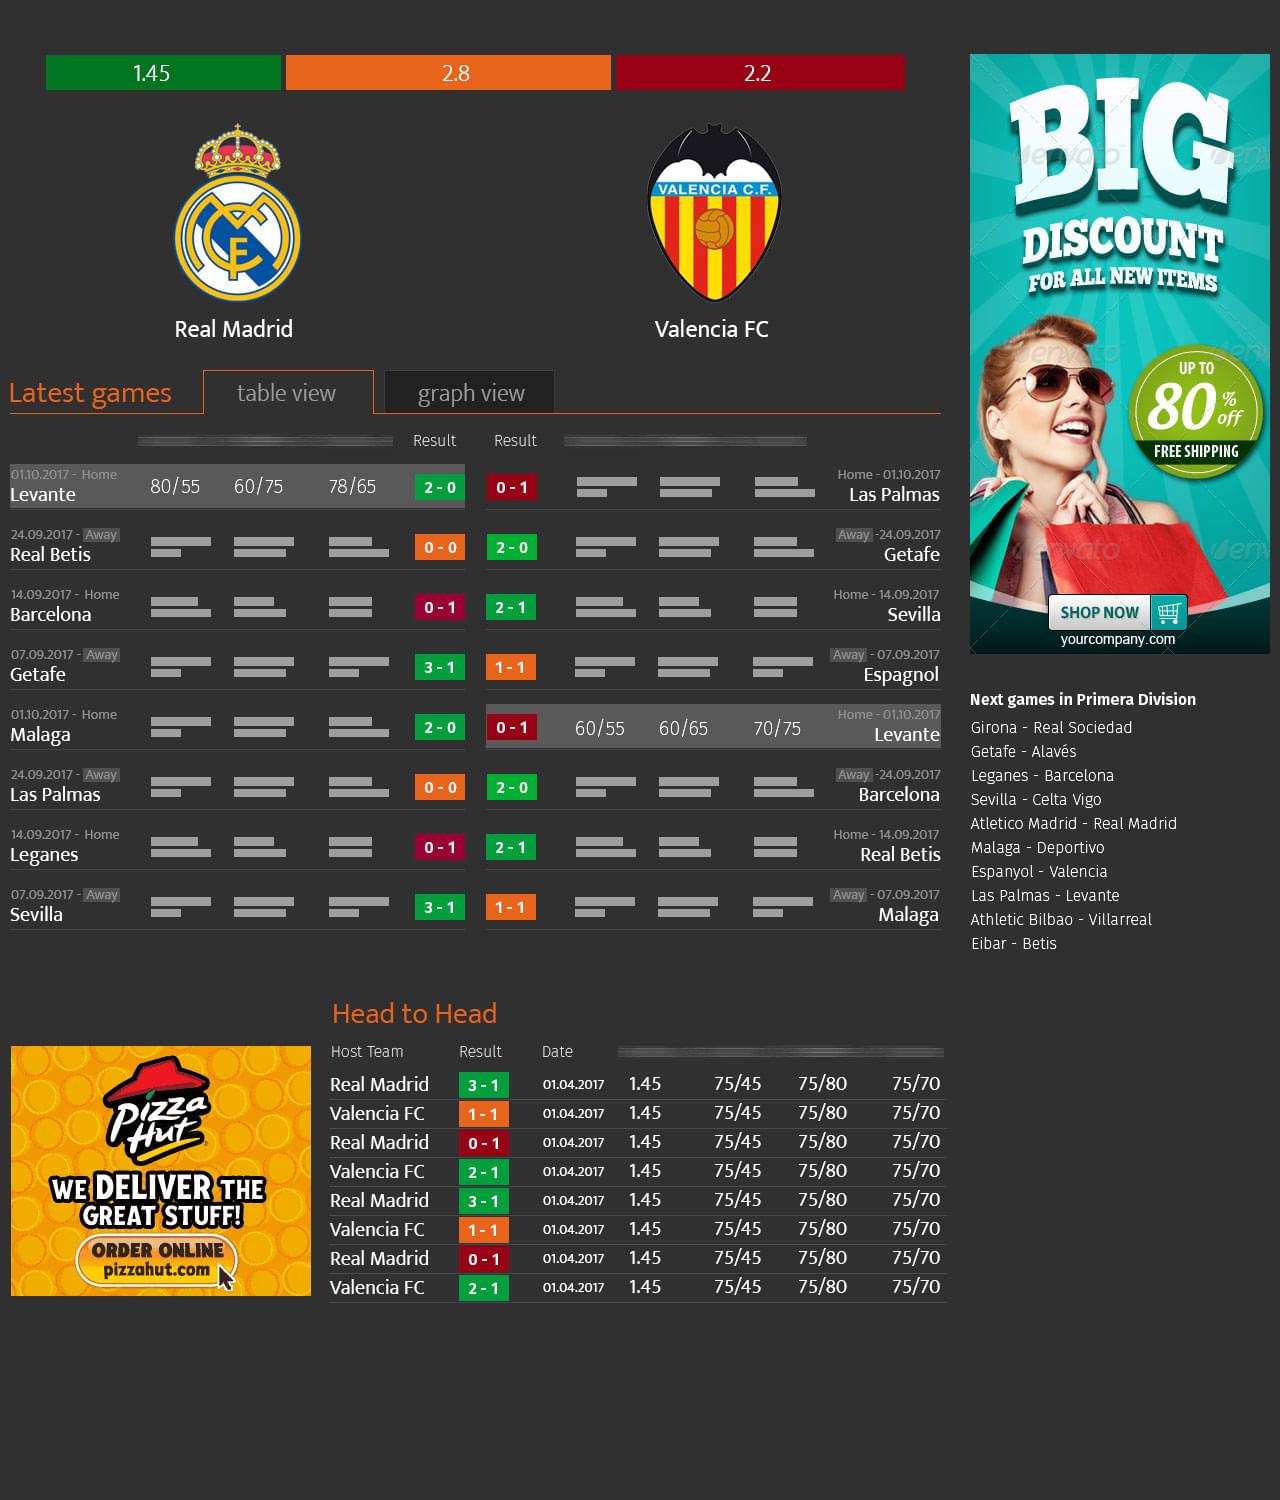 1.45 2.8 2.2
VALENCIA C.F.
Real Madrid Valencia FC
Latest games table view graph view
Result Result
01.10.2017 - Home
Levante 80/55 60/75 78/65 2 - 0
0 - 1 Home - 01.10.2017
Las Palmas
24.09.2017 - Away
Real Betis 0 - 0
2 - 0 Away -24.09.2017
Getafe
14.09.2017 - Home
Barcelona 0 - 1
2 - 1 Home - 14.09.2017
Sevilla
07.09.2017 - Away
Getafe 3 - 1
1 - 1 Away - 07.09.2017
Espagnol
01.10.2017 - Home
Malaga 2 - 0
0 - 1 60/55 60/65 70/75 Home - 01.10.2017
Levante
24.09.2017 - Away
Las Palmas 0 - 0
2 - 0 Away -24.09.2017
Barcelona
14.09.2017 - Home
Leganes 0 - 1
2 - 1 Home - 14.09.2017
Real Betis
07.09.2017 - Away
Sevilla 3 - 1
1 - 1 Away - 07.09.2017
Malaga
BIG
DISCOUNT
FOR ALL NEW ITEMS
UP TO
80% off
FREE SHIPPING
SHOP NOW
yourcompany.com
envato
envato
envato
Next games in Primera Division
Girona - Real Sociedad
Getafe - Alavés
Leganes - Barcelona
Sevilla - Celta Vigo
Atletico Madrid - Real Madrid
Malaga - Deportivo
Espanyol - Valencia
Las Palmas - Levante
Athletic Bilbao - Villarreal
Eibar - Betis
Head to Head
Host Team Result Date
Real Madrid 3 - 1 01.04.2017 1.45 75/45 75/80 75/70
Valencia FC 1 - 1 01.04.2017 1.45 75/45 75/80 75/70
Real Madrid 0 - 1 01.04.2017 1.45 75/45 75/80 75/70
Valencia FC 2 - 1 01.04.2017 1.45 75/45 75/80 75/70
Real Madrid 3 - 1 01.04.2017 1.45 75/45 75/80 75/70
Valencia FC 1 - 1 01.04.2017 1.45 75/45 75/80 75/70
Real Madrid 0 - 1 01.04.2017 1.45 75/45 75/80 75/70
Valencia FC 2 - 1 01.04.2017 1.45 75/45 75/80 75/70
Pizza
Hut
WE DELIVER THE
GREAT STUFF!
ORDER ONLINE
pizzahut.com